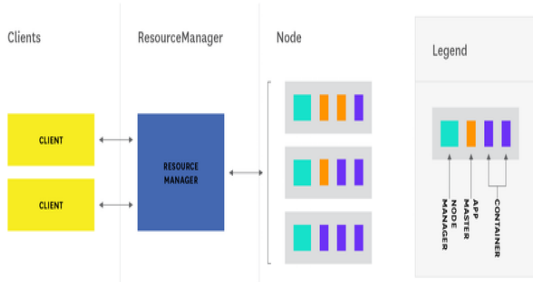 Clients
ResourceManager
Node
Legend
CLIENT
CLIENT
RESOURCE
MANAGER
NODE
MANAGER
APP
MASTER
CONTAINER